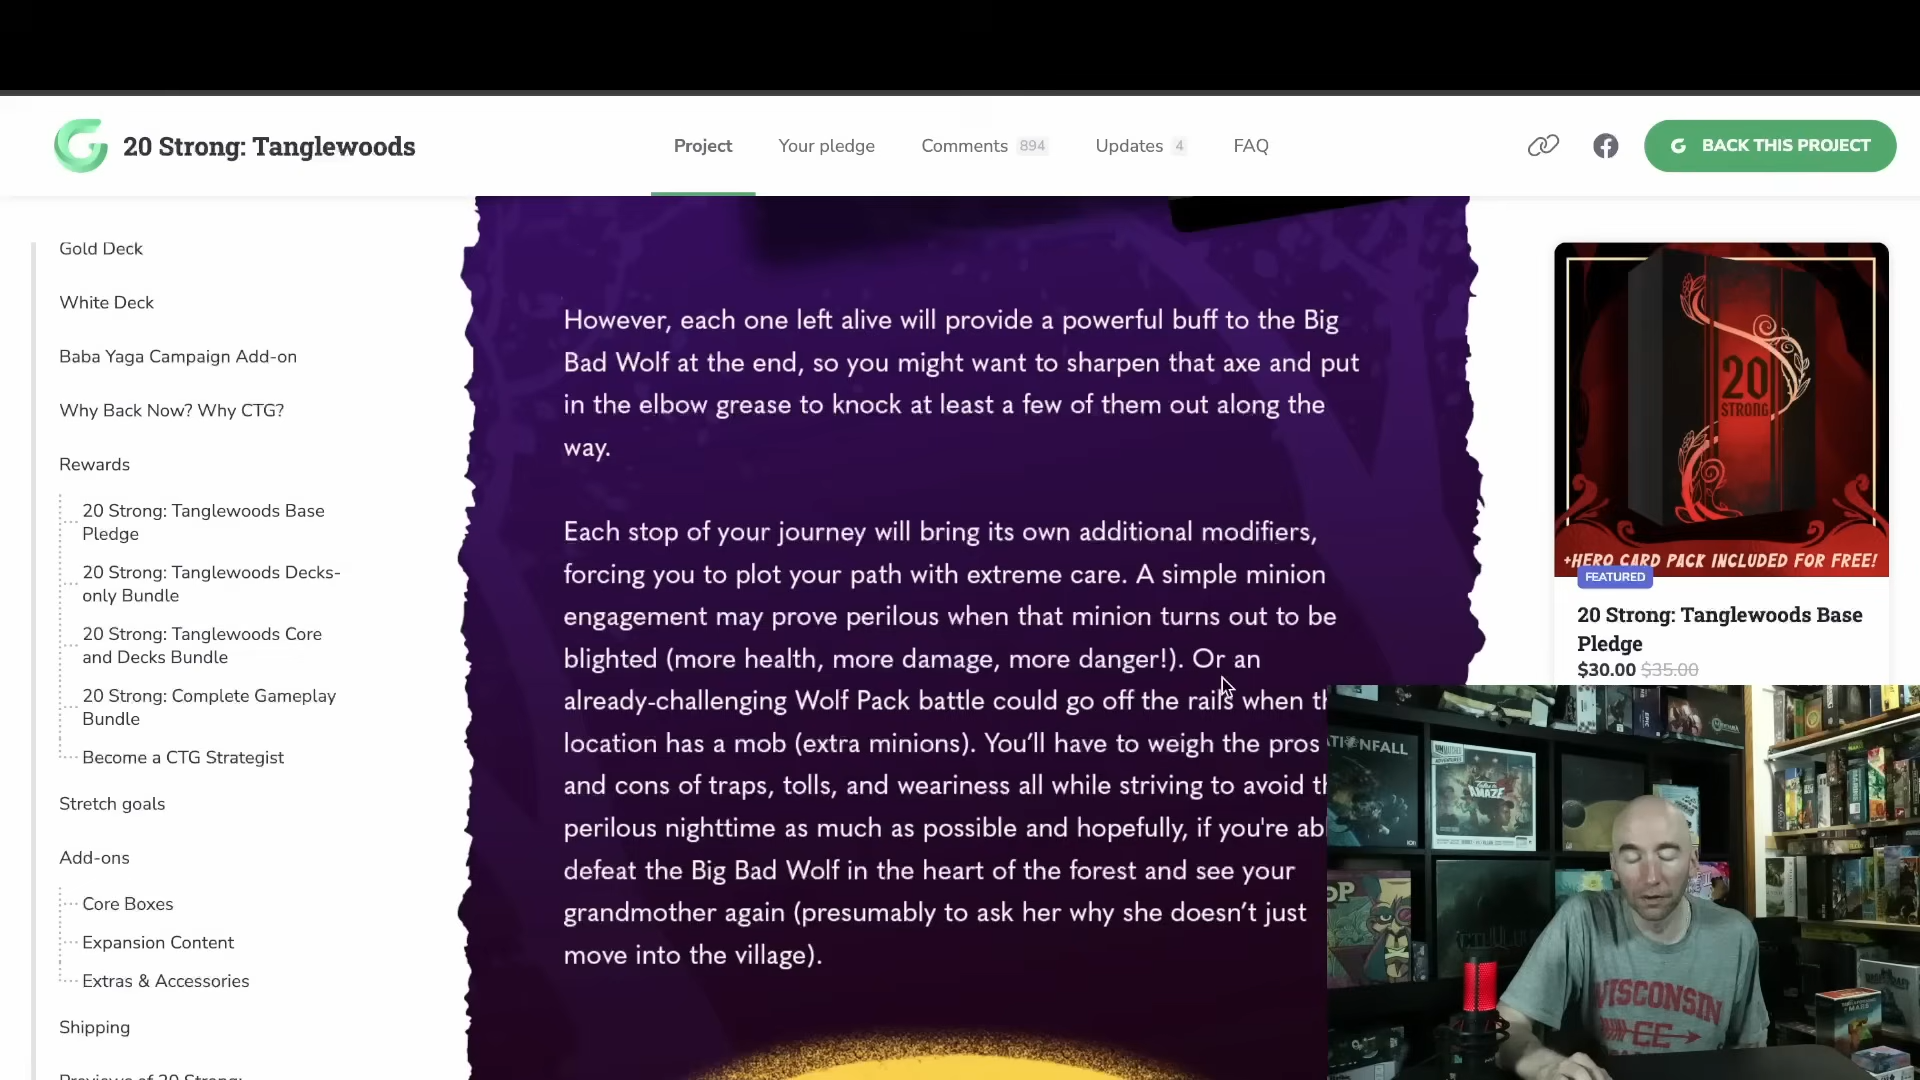 20 Strong: Tanglewoods
Project
Your pledge
Comments 894
Updates 4
FAQ
BACK THIS PROJECT
Gold Deck
White Deck
Baba Yaga Campaign Add-on
Why Back Now? Why CTG?
Rewards
20 Strong: Tanglewoods Base
Pledge
20 Strong: Tanglewoods Decks-
only Bundle
20 Strong: Tanglewoods Core
and Decks Bundle
20 Strong: Complete Gameplay
Bundle
Become a CTG Strategist
Stretch goals
Add-ons
Core Boxes
Expansion Content
Extras & Accessories
Shipping
However, each one left alive will provide a powerful buff to the Big
Bad Wolf at the end, so you might want to sharpen that axe and put
in the elbow grease to knock at least a few of them out along the
way.
Each stop of your journey will bring its own additional modifiers,
forcing you to plot your path with extreme care. A simple minion
engagement may prove perilous when that minion turns out to be
blighted (more health, more damage, more danger!). Or an
already-challenging Wolf Pack battle could go off the rails when
location has a mob (extra minions). You’ll have to weigh the pros
and cons of traps, tolls, and weariness all while striving to avoid
perilous nighttime as much as possible and hopefully, if you're
defeat the Big Bad Wolf in the heart of the forest and see your
grandmother again (presumably to ask her why she doesn’t just
move into the village).
20
STRONG
+HERO CARD PACK INCLUDED FOR FREE!
FEATURED
20 Strong: Tanglewoods Base
Pledge
$30.00 $35.00
WISCONSIN